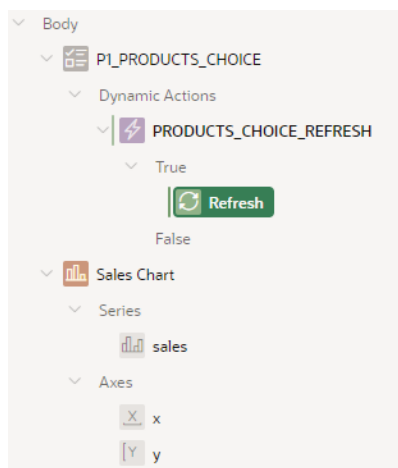 Body
P1_PRODUCTS_CHOICE
Dynamic Actions
PRODUCTS_CHOICE_REFRESH
True
Refresh
False
Sales Chart
Series
sales
Axes
X x
Y y